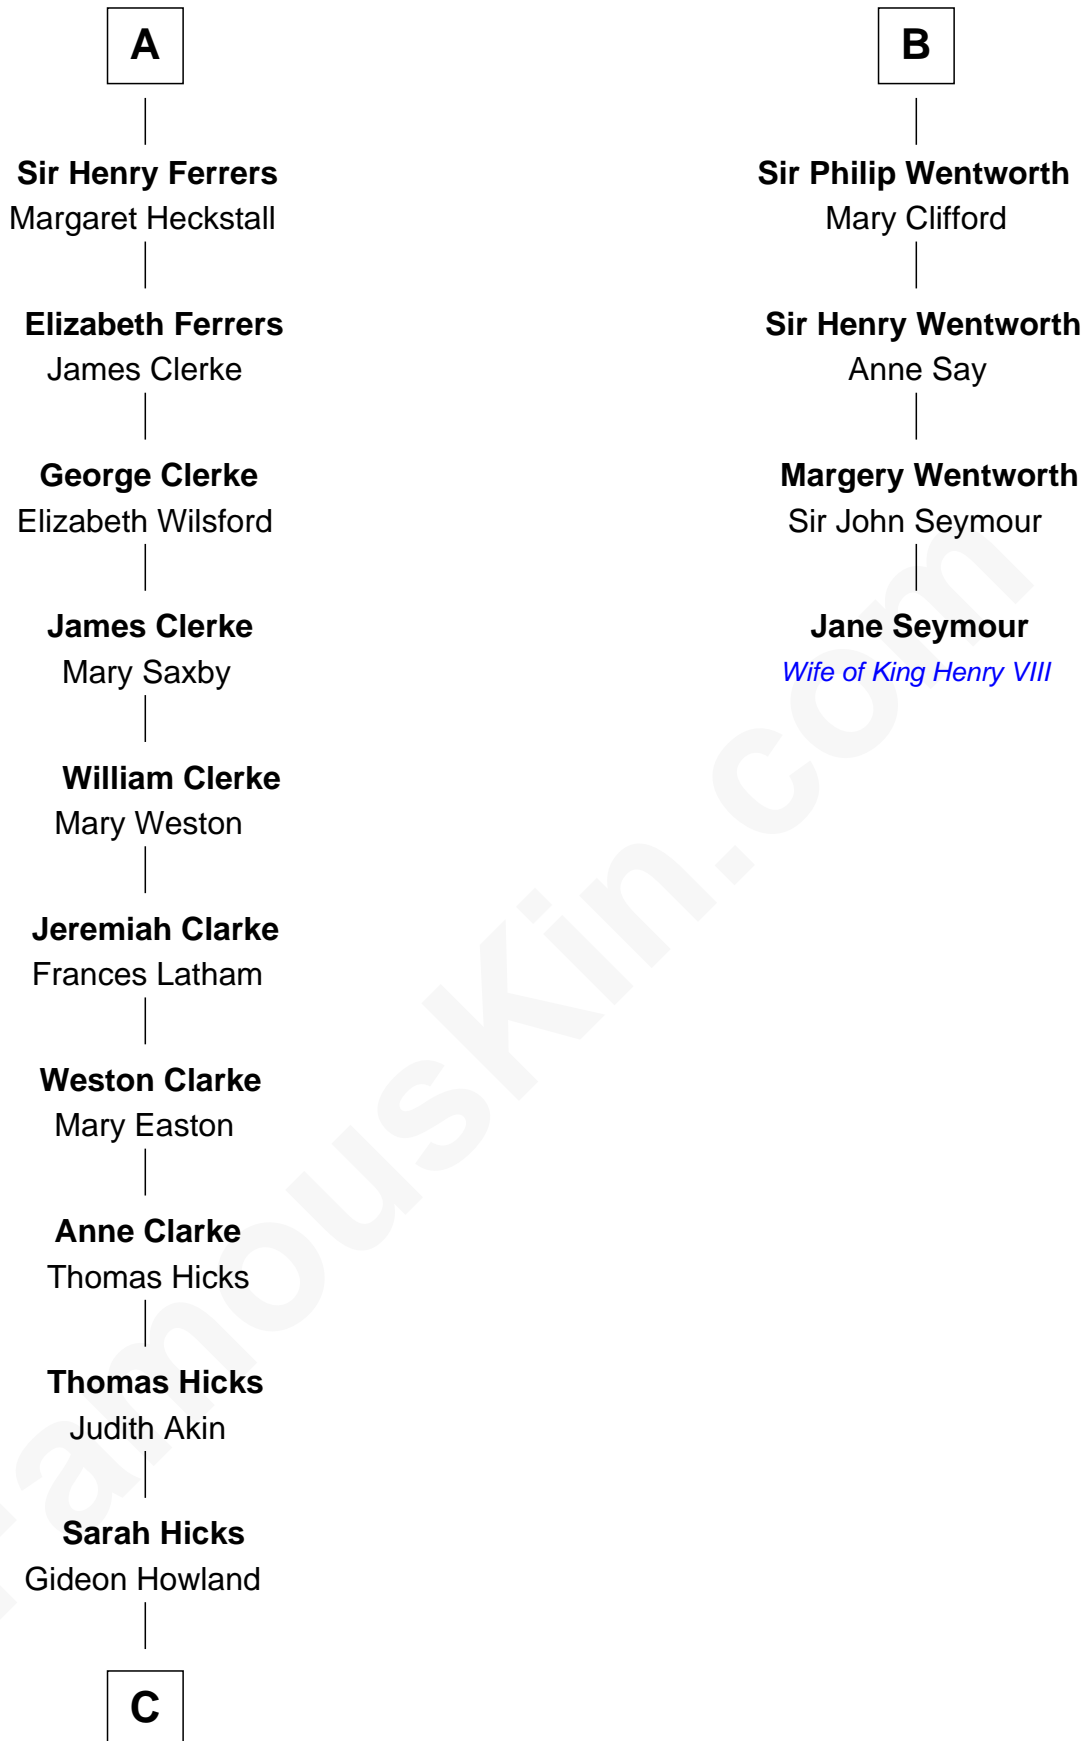 A
Sir Henry Ferrers
Margaret Heckstall
Elizabeth Ferrers
James Clerke
George Clerke
Elizabeth Wilsford
James Clerke
Mary Saxby
William Clerke
Mary Weston
Jeremiah Clarke
Frances Latham
Weston Clarke
Mary Easton
Anne Clarke
Thomas Hicks
Thomas Hicks
Judith Akin
Sarah Hicks
Gideon Howland
C
B
Sir Philip Wentworth
Mary Clifford
Sir Henry Wentworth
Anne Say
Margery Wentworth
Sir John Seymour
Jane Seymour
Wife of King Henry VIII
FamousKin.com